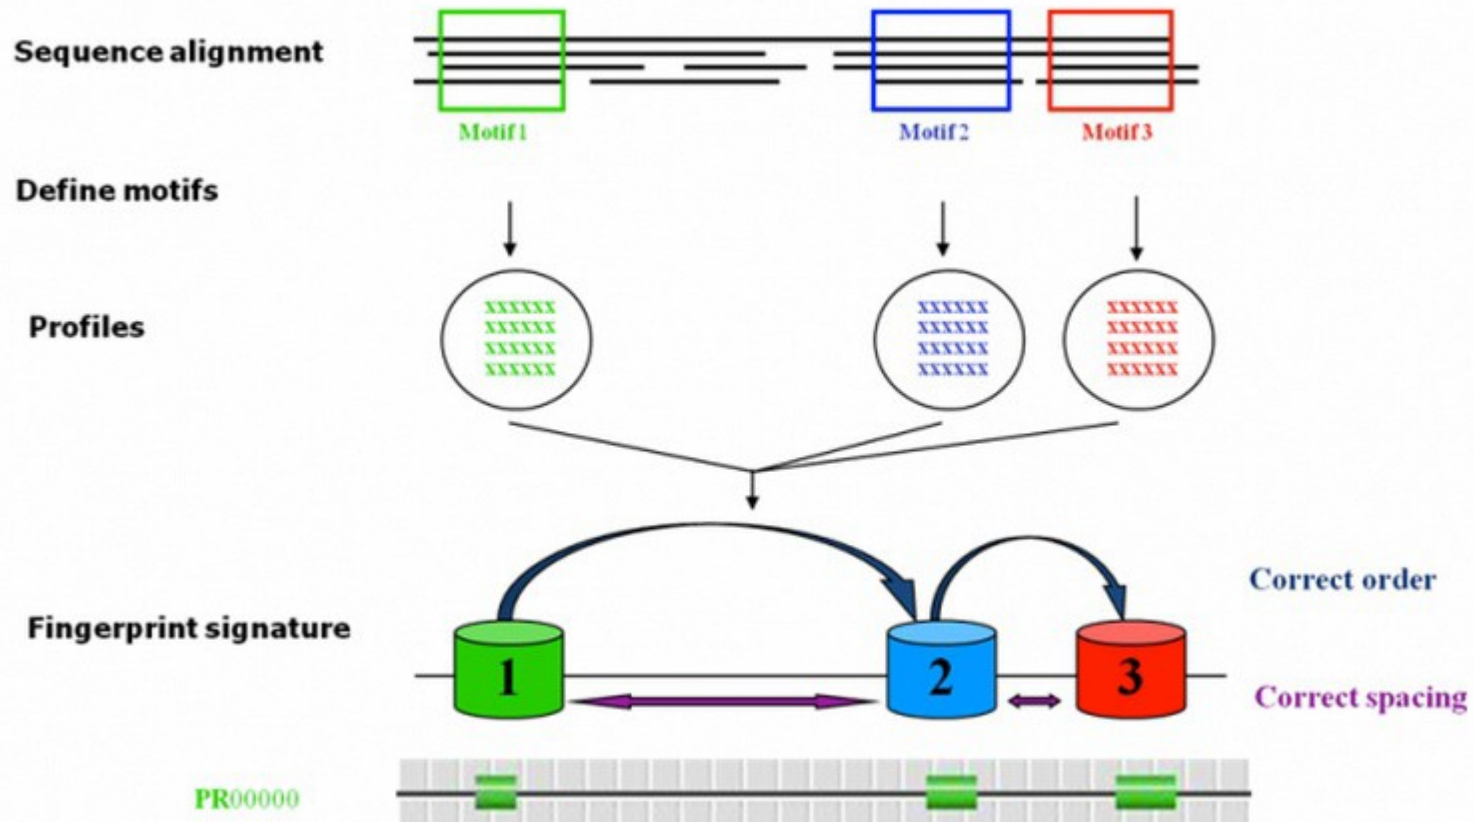 Sequence alignment
Motif 1
Motif 2
Motif 3
Define motifs
Profiles
xxxxxx
xxxxxx
xxxxxx
xxxxxx
xxxxxx
xxxxxx
xxxxxx
xxxxxx
xxxxxx
xxxxxx
xxxxxx
xxxxxx
Correct order
Fingerprint signature
1
2
3
Correct spacing
PR00000